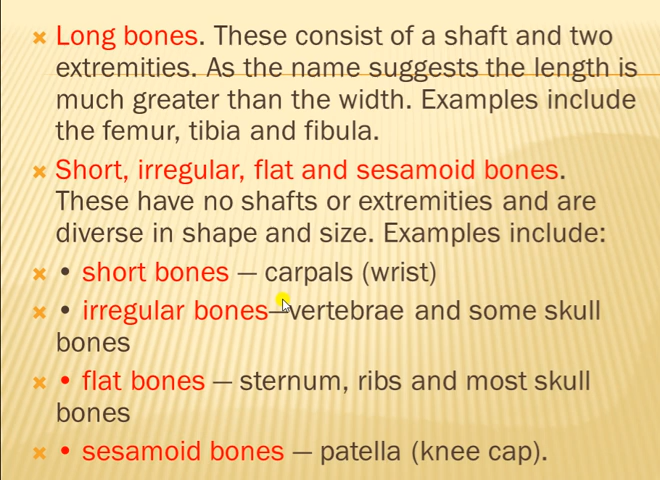 Long bones. These consist of a shaft and two
extremities. As the name suggests the length is
much greater than the width. Examples include
the femur, tibia and fibula.
Short, irregular, flat and sesamoid bones.
These have no shafts or extremities and are
diverse in shape and size. Examples include:
• short bones — carpals (wrist)
• irregular bones—vertebrae and some skull
bones
• flat bones — sternum, ribs and most skull
bones
• sesamoid bones — patella (knee cap).